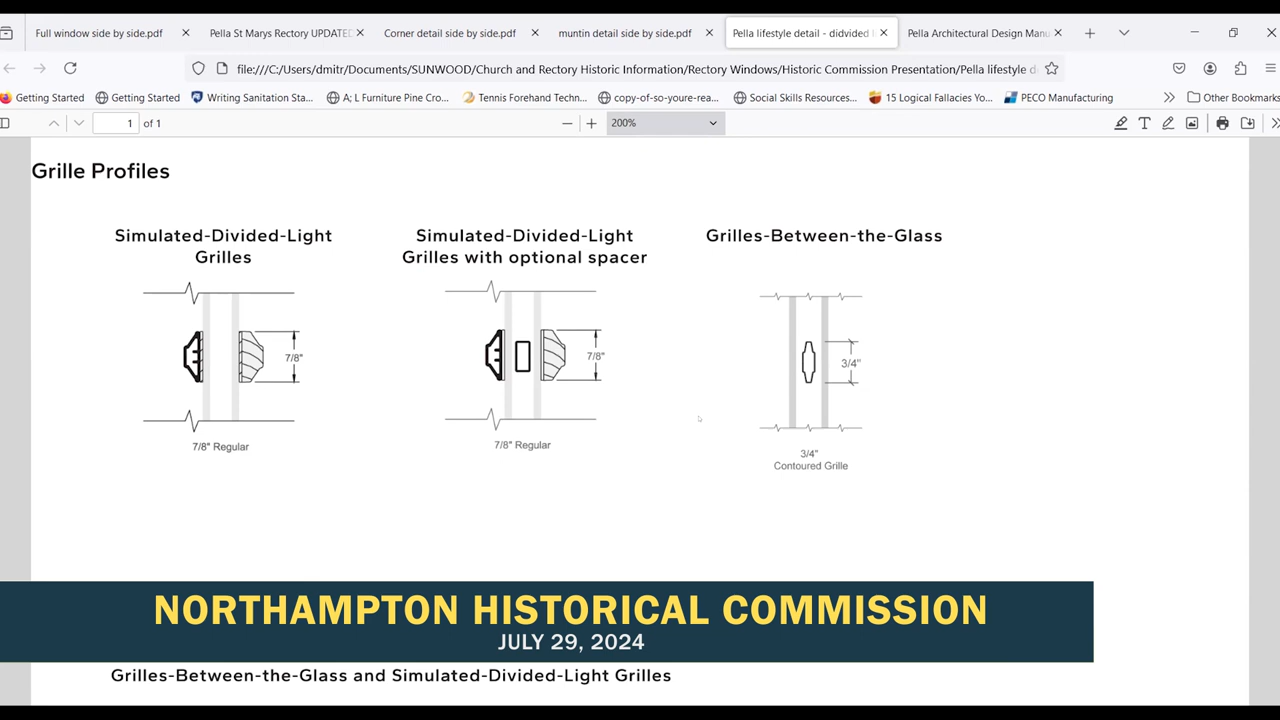 Full window side by side.pdf
Pella St Marys Rectory UPDATED
Corner detail side by side.pdf
muntin detail side by side.pdf
Pella lifestyle detail - didvided
Pella Architectural Design Manu
file:///C:/Users/dmitr/Documents/SUNWOOD/Church and Rectory Historic Information/Rectory Windows/Historic Commission Presentation/Pella lifestyle d
Getting Started
Getting Started
Writing Sanitation Sta...
A; L Furniture Pine Cro...
Tennis Forehand Techn...
copy-of-so-youre-rea...
Social Skills Resources...
15 Logical Fallacies Yo...
PECO Manufacturing
Other Bookmarks
1 of 1
200%
Grille Profiles
Simulated-Divided-Light
Grilles
Simulated-Divided-Light
Grilles with optional spacer
Grilles-Between-the-Glass
7/8"
7/8"
3/4"
7/8" Regular
7/8" Regular
3/4"
Contoured Grille
NORTHAMPTON HISTORICAL COMMISSION
JULY 29, 2024
Grilles-Between-the-Glass and Simulated-Divided-Light Grilles